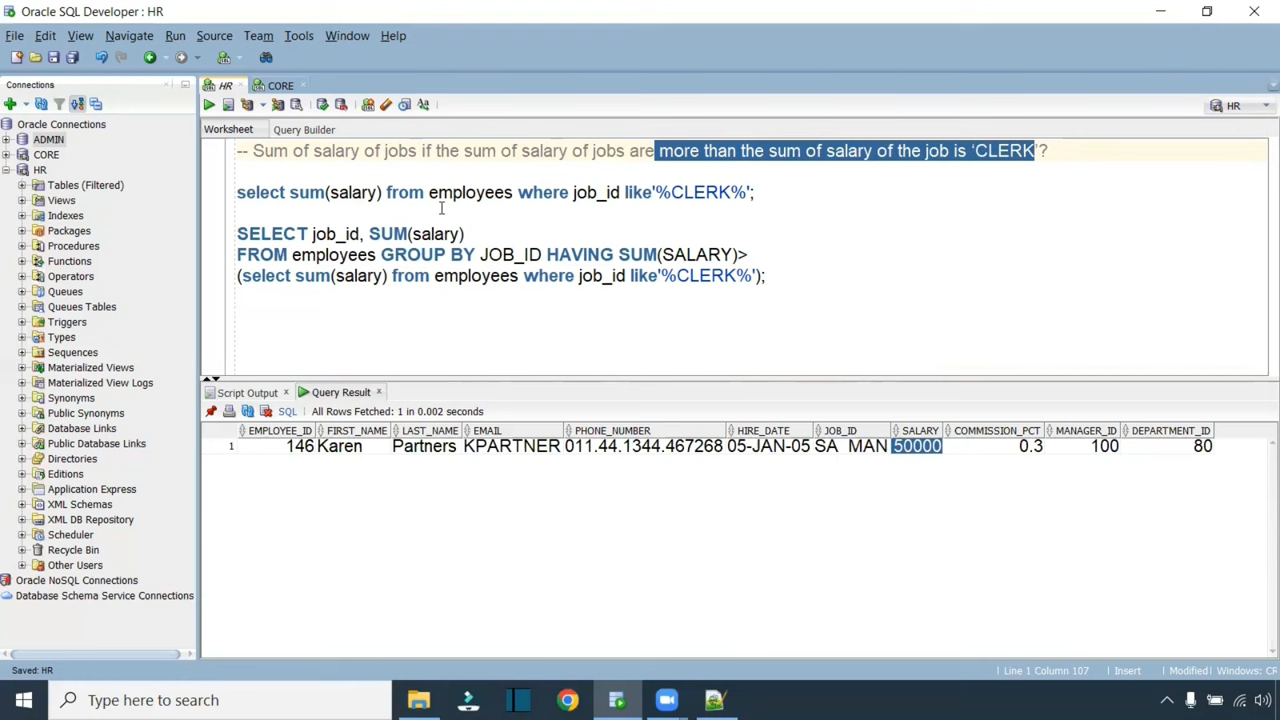 Oracle SQL Developer : HR
File Edit View Navigate Run Source Team Tools Window Help
Connections
HR
CORE
HR
Worksheet
Query Builder
Oracle Connections
ADMIN
CORE
HR
Tables (Filtered)
Views
Indexes
Packages
Procedures
Functions
Operators
Queues
Queues Tables
Triggers
Types
Sequences
Materialized Views
Materialized View Logs
Synonyms
Public Synonyms
Database Links
Public Database Links
Directories
Editions
Application Express
XML Schemas
XML DB Repository
Scheduler
Recycle Bin
Other Users
Oracle NoSQL Connections
Database Schema Service Connections
-- Sum of salary of jobs if the sum of salary of jobs are more than the sum of salary of the job is ‘CLERK’?
select sum(salary) from employees where job_id like'%CLERK%';
SELECT job_id, SUM(salary)
FROM employees GROUP BY JOB_ID HAVING SUM(SALARY)>
(select sum(salary) from employees where job_id like'%CLERK%');
Script Output
Query Result
SQL
All Rows Fetched: 1 in 0.002 seconds
EMPLOYEE_ID FIRST_NAME LAST_NAME EMAIL PHONE_NUMBER HIRE_DATE JOB_ID SALARY COMMISSION_PCT MANAGER_ID DEPARTMENT_ID
1 146 Karen Partners KPARTNER 011.44.1344.467268 05-JAN-05 SA_MAN 50000 0.3 100 80
Saved: HR
Line 1 Column 107
Insert
Modified
Windows: CR
Type here to search